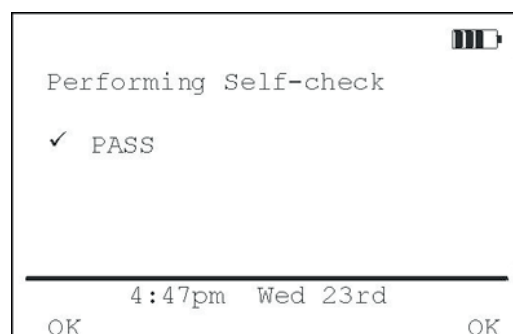 Performing Self-check
✓ PASS
4:47pm Wed 23rd
OK OK